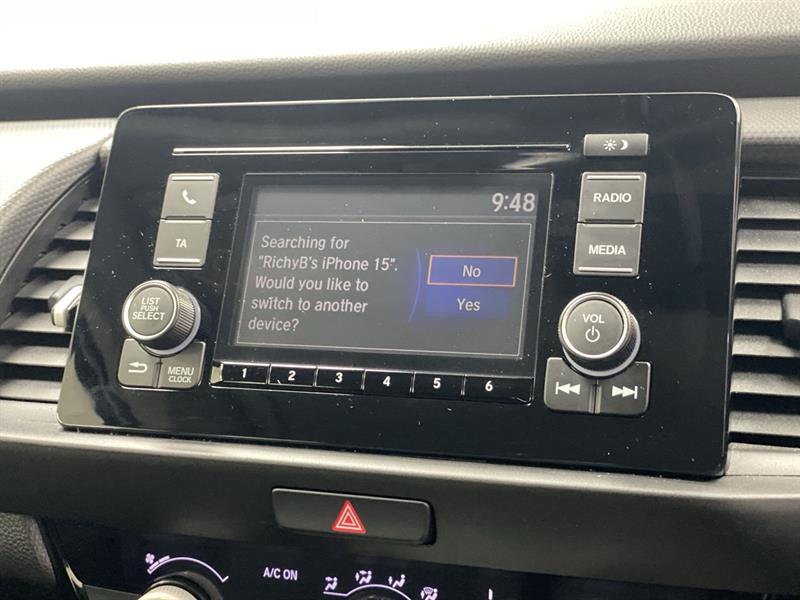 9:48
Searching for
"RichyB's iPhone 15".
Would you like to
switch to another
device?
No
Yes
TA
RADIO
MEDIA
LIST
PUSH
SELECT
VOL
MENU
CLOCK
1 2 3 4 5 6
A/C ON